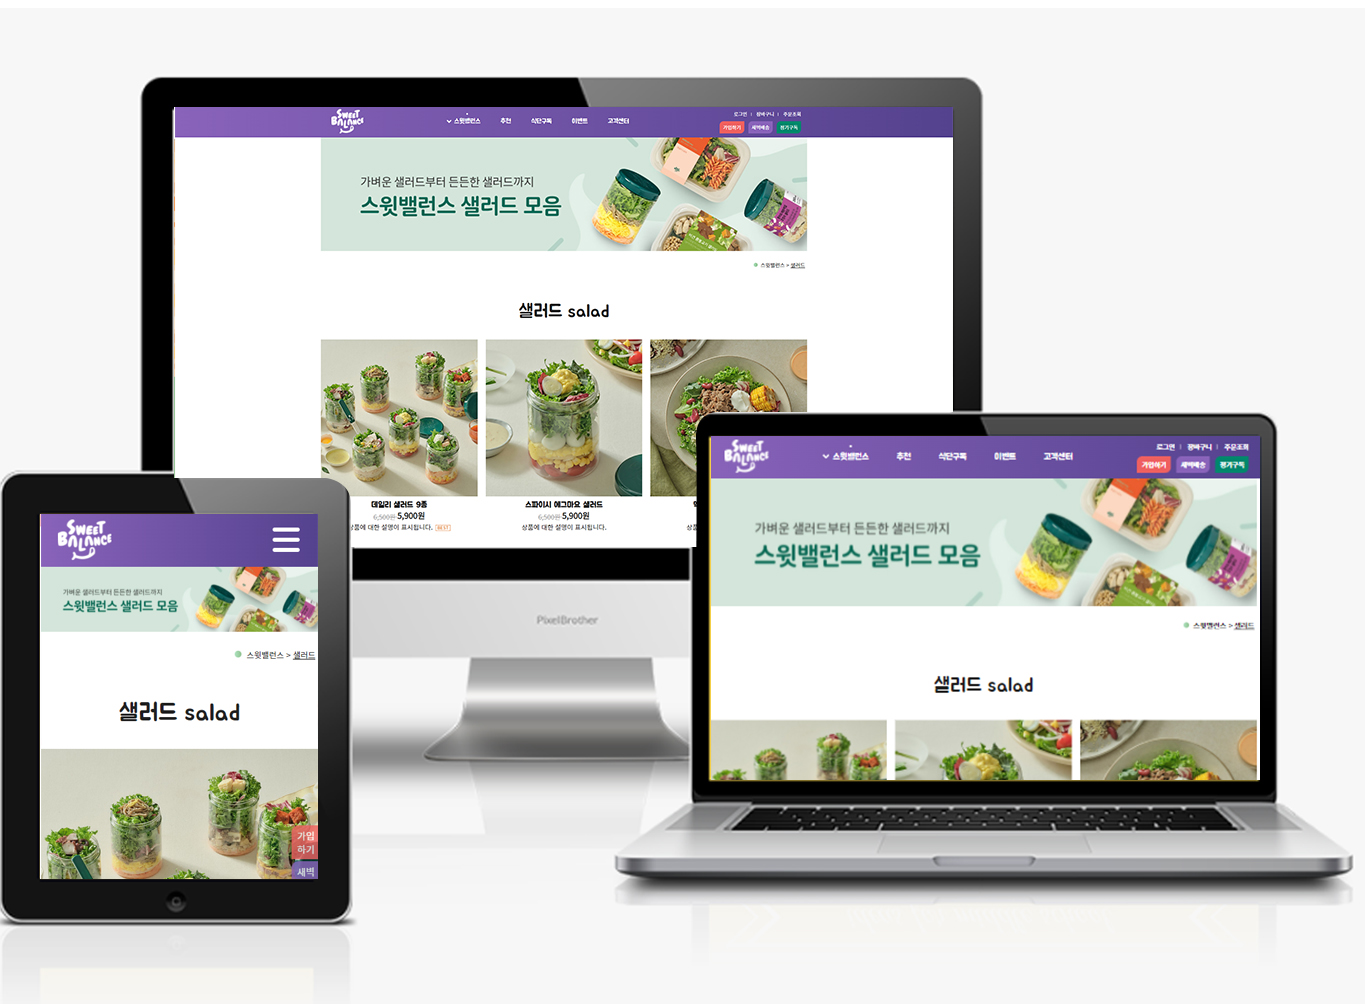 SWEET
BALANCE
스윗밸런스
추천
식단구독
이벤트
고객센터
로그인 | 장바구니 | 주문조회
가입하기
새벽배송
정기구독
가벼운 샐러드부터 든든한 샐러드까지
스윗밸런스 샐러드 모음
스윗밸런스 > 샐러드
샐러드 salad
데일리 샐러드 9종
6,500원 5,900원
상품에 대한 설명이 표시됩니다. BEST
스파이시 에그마요 샐러드
6,500원 5,900원
상품에 대한 설명이 표시됩니다.
PixelBrother
SWEET
BALANCE
가벼운 샐러드부터 든든한 샐러드까지
스윗밸런스 샐러드 모음
스윗밸런스 > 샐러드
샐러드 salad
가입
하기
새벽
SWEET
BALANCE
스윗밸런스
추천
식단구독
이벤트
고객센터
로그인 | 장바구니 | 주문조회
가입하기
새벽배송
정기구독
가벼운 샐러드부터 든든한 샐러드까지
스윗밸런스 샐러드 모음
스윗밸런스 > 샐러드
샐러드 salad